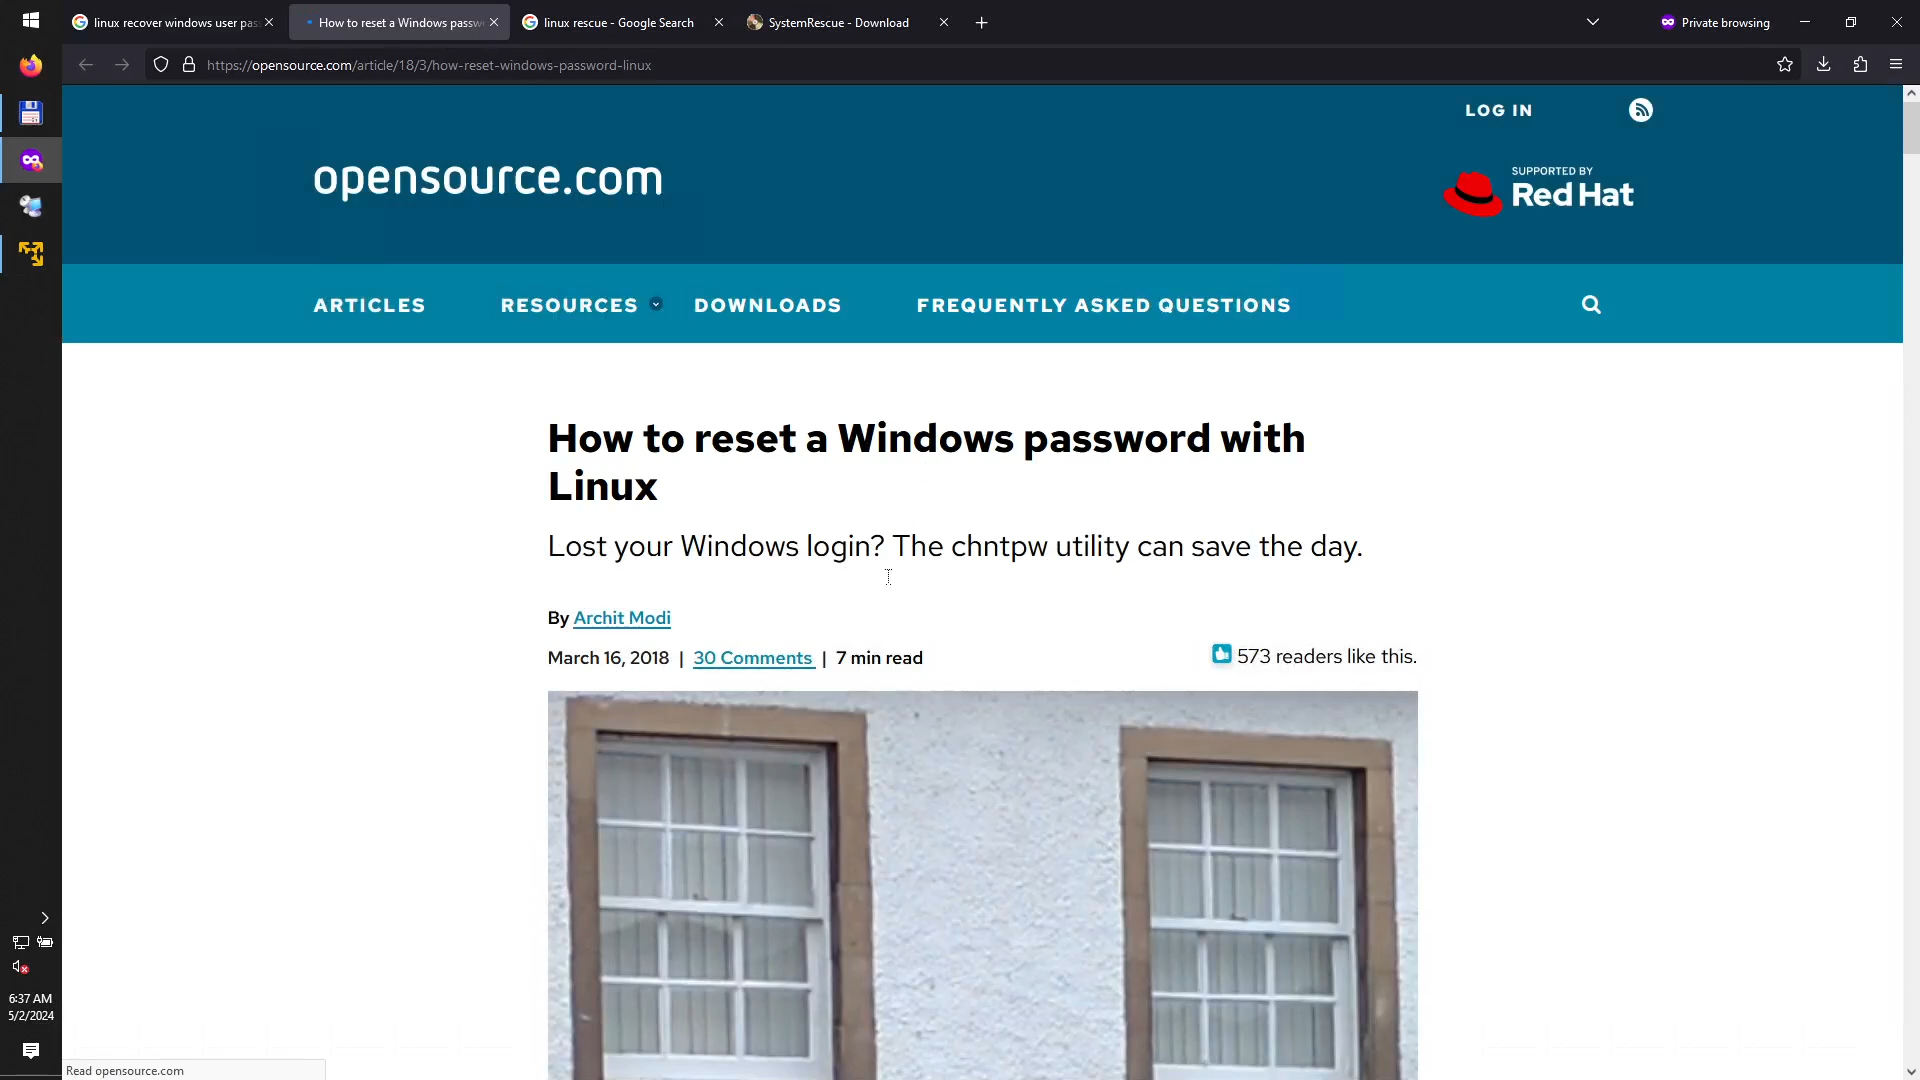 linux recover windows user pas
How to reset a Windows passw
linux rescue - Google Search
SystemRescue - Download
Private browsing
https://opensource.com/article/18/3/how-reset-windows-password-linux
LOG IN
opensource.com
SUPPORTED BY
Red Hat
ARTICLES
RESOURCES
DOWNLOADS
FREQUENTLY ASKED QUESTIONS
How to reset a Windows password with
Linux
Lost your Windows login? The chntpw utility can save the day.
By Archit Modi
March 16, 2018 | 30 Comments | 7 min read
573 readers like this.
6:37 AM
5/2/2024
Read opensource.com